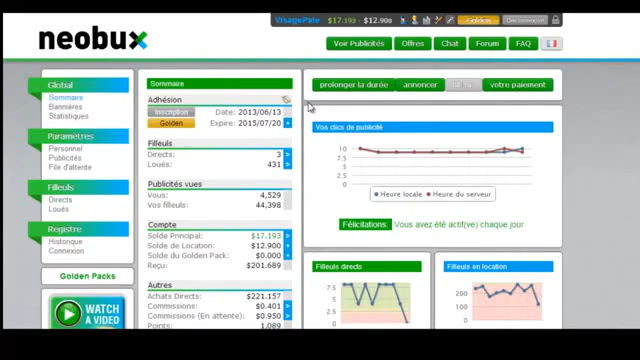 VisagePale $17.193 + $12.900 Golden Déconnexion
neobux
Voir Publicités Offres Chat Forum FAQ
Global
Sommaire
Bannières
Statistiques
Paramètres
Personnel
Publicités
File d'attente
Filleuls
Directs
Loués
Registre
Historique
Connexion
Golden Packs
WATCH
A VIDEO
Sommaire
Adhésion
Inscription Date: 2013/06/13
Golden Expire: 2015/07/20
Filleuls
Directs: 3
Loués: 431
Publicités vues
Vous: 4,529
Vos filleuls: 44,398
Compte
Solde Principal: $17.193
Solde de Location: $12.900
Solde du Golden Pack: $0.000
Reçu: $201.689
Autres
Achats Directs: $221.157
Commissions: $0.401
Commissions (En attente): $0.950
Points: 1,089
prolonger la durée annoncer votre paiement
Vos clics de publicité
10.0
7.5
5.0
2.5
0
Heure locale Heure du serveur
Félicitations: Vous avez été actif(ve) chaque jour
Filleuls directs
7.5
5.0
2.5
0
Filleuls en location
200
100
0